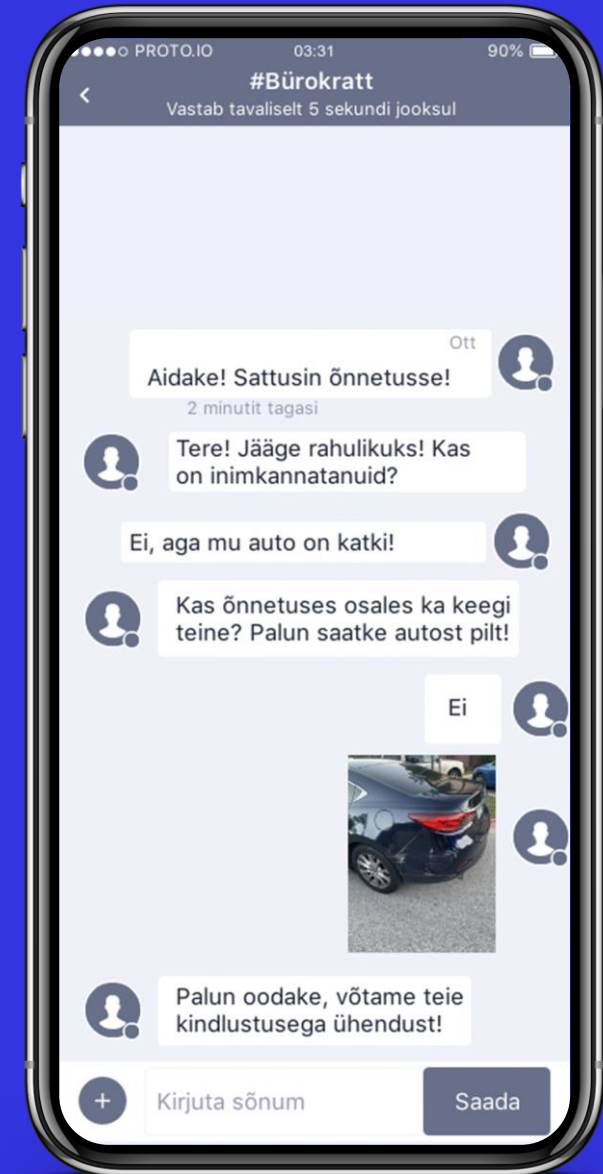 PROTO.IO 03:31 90%
#Bürokratt
Vastab tavaliselt 5 sekundi jooksul
Ott
Aidake! Sattusin õnnetusse!
2 minutit tagasi
Tere! Jääge rahulikuks! Kas
on inimkannatanuid?
Ei, aga mu auto on katki!
Kas õnnetuses osales ka keegi
teine? Palun saatke autost pilt!
Ei
Palun oodake, võtame teie
kindlustusega ühendust!
+ Kirjuta sõnum Saada